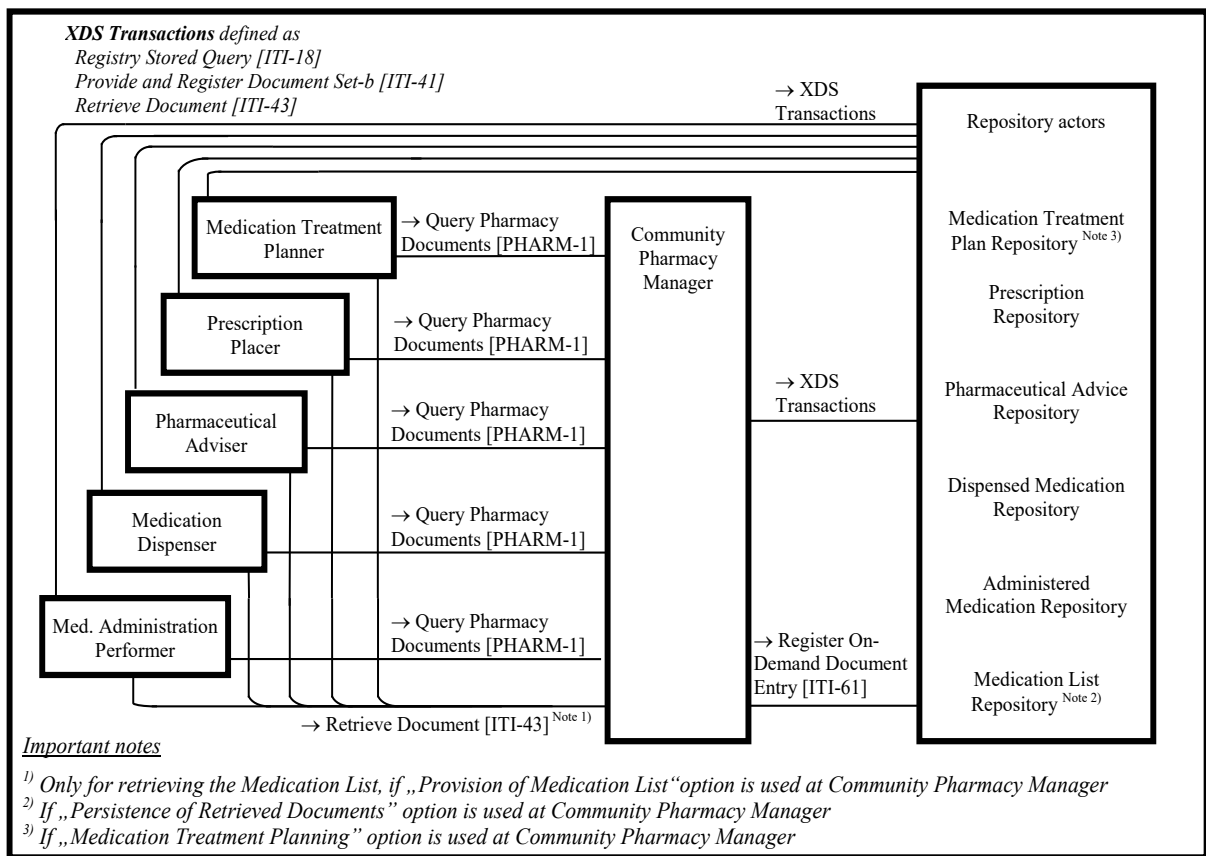 XDS Transactions defined as
Registry Stored Query [ITI-18]
Provide and Register Document Set-b [ITI-41]
Retrieve Document [ITI-43]
→ XDS
Transactions
Repository actors
Medication Treatment
Planner
→ Query Pharmacy
Documents [PHARM-1]
Community
Pharmacy
Manager
Medication Treatment
Plan Repository Note 3)
Prescription
Placer
→ Query Pharmacy
Documents [PHARM-1]
Prescription
Repository
Pharmaceutical
Adviser
→ Query Pharmacy
Documents [PHARM-1]
→ XDS
Transactions
Pharmaceutical Advice
Repository
Medication
Dispenser
→ Query Pharmacy
Documents [PHARM-1]
Dispensed Medication
Repository
Med. Administration
Performer
→ Query Pharmacy
Documents [PHARM-1]
Administered
Medication Repository
→ Register On-
Demand Document
Entry [ITI-61]
Medication List
Repository Note 2)
→ Retrieve Document [ITI-43] Note 1)
Important notes
1) Only for retrieving the Medication List, if „Provision of Medication List“option is used at Community Pharmacy Manager
2) If „Persistence of Retrieved Documents” option is used at Community Pharmacy Manager
3) If „Medication Treatment Planning” option is used at Community Pharmacy Manager